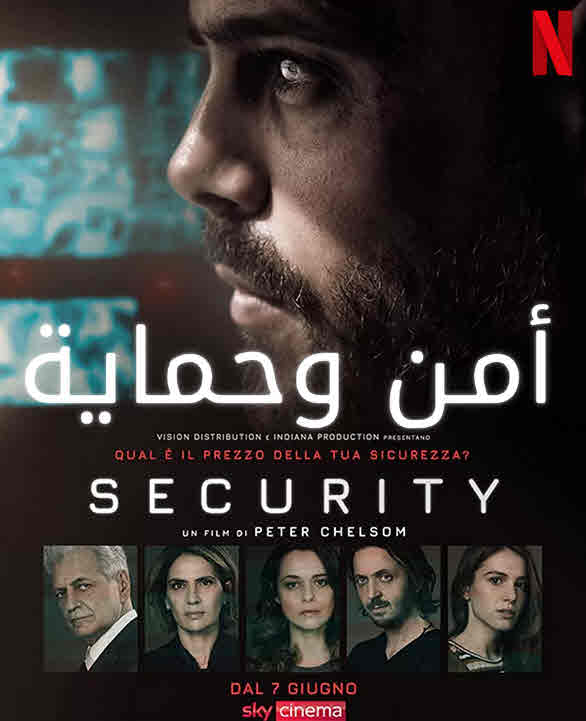 N
أمن وحماية
VISION DISTRIBUTION E INDIANA PRODUCTION PRESENTANO
QUAL É IL PREZZO DELLA TUA SICUREZZA?
SECURITY
UN FILM DI PETER CHELSOM
DAL 7 GIUGNO
sky cinema